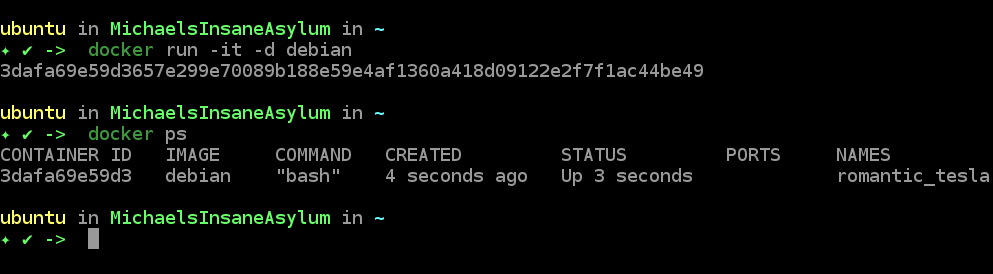 ubuntu in MichaelsInsaneAsylum in ~
✦ ✔ -> docker run -it -d debian
3dafa69e59d3657e299e70089b188e59e4af1360a418d09122e2f7f1ac44be49
ubuntu in MichaelsInsaneAsylum in ~
✦ ✔ -> docker ps
CONTAINER ID IMAGE COMMAND CREATED STATUS PORTS NAMES
3dafa69e59d3 debian "bash" 4 seconds ago Up 3 seconds romantic_tesla
ubuntu in MichaelsInsaneAsylum in ~
✦ ✔ ->